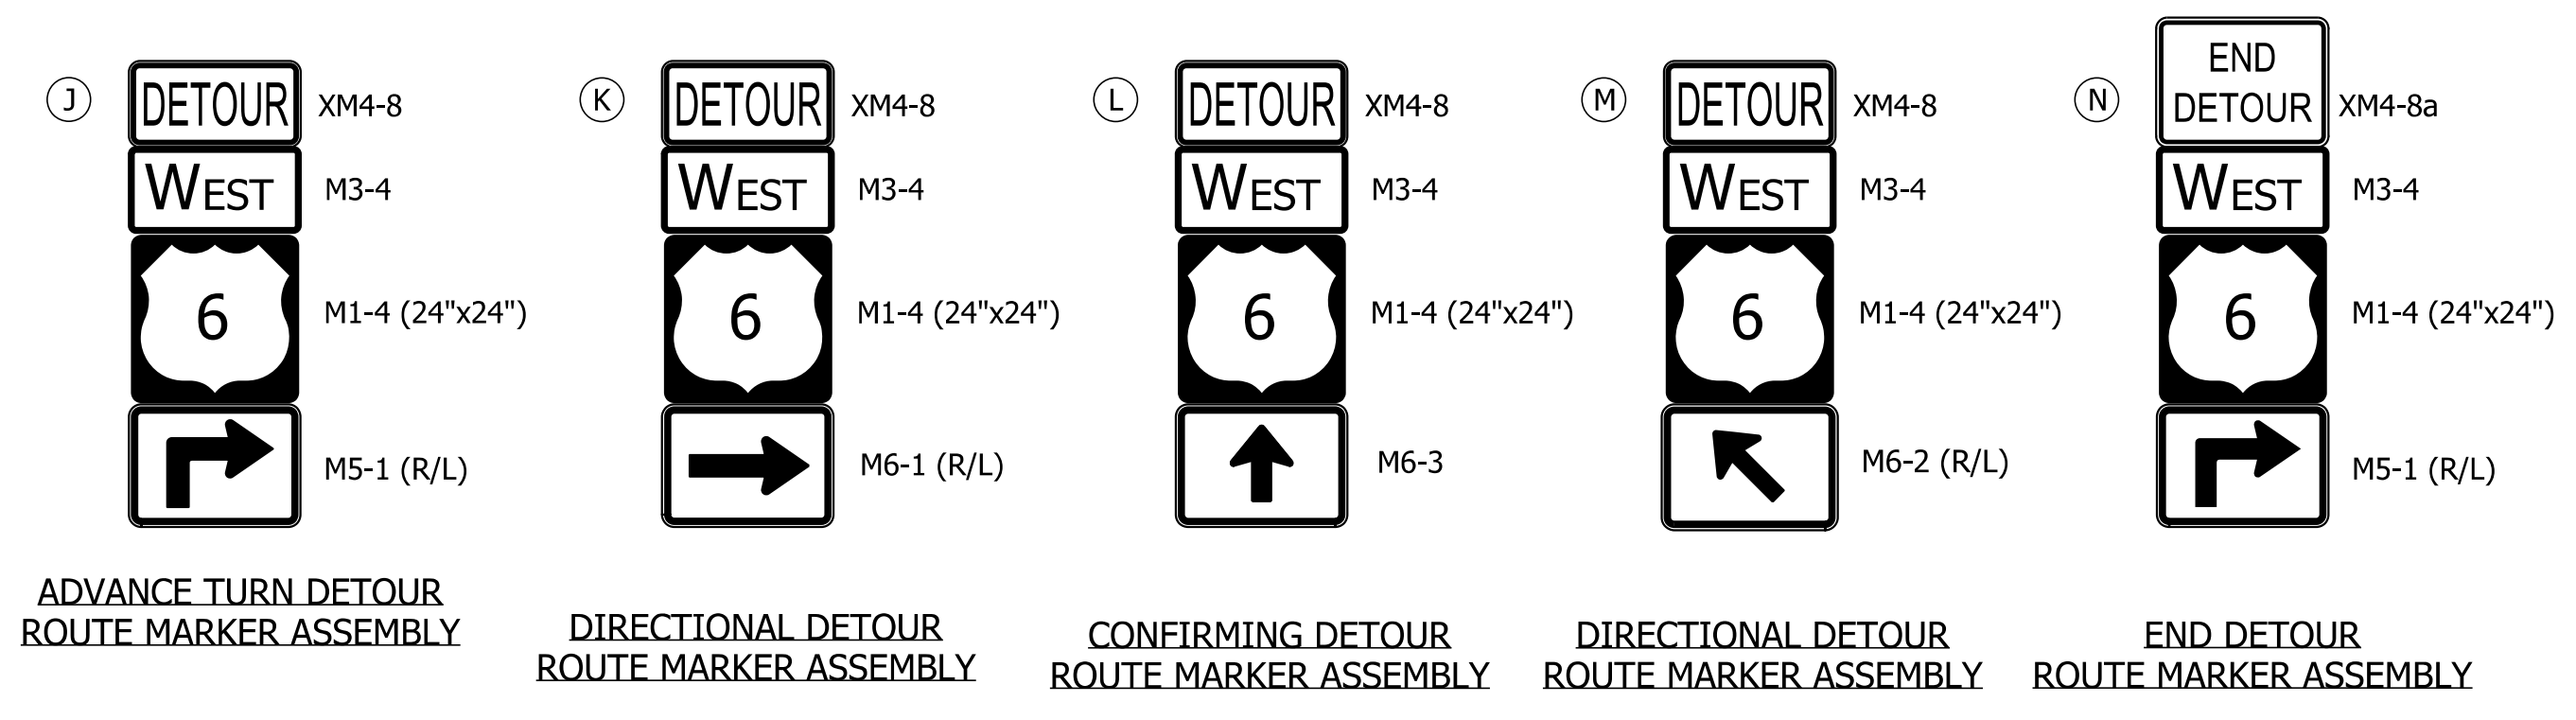 J
DETOUR
XM4-8
WEST
M3-4
6
M1-4 (24"x24")
M5-1 (R/L)
ADVANCE TURN DETOUR
ROUTE MARKER ASSEMBLY
K
DETOUR
XM4-8
WEST
M3-4
6
M1-4 (24"x24")
M6-1 (R/L)
DIRECTIONAL DETOUR
ROUTE MARKER ASSEMBLY
L
DETOUR
XM4-8
WEST
M3-4
6
M1-4 (24"x24")
M6-3
CONFIRMING DETOUR
ROUTE MARKER ASSEMBLY
M
DETOUR
XM4-8
WEST
M3-4
6
M1-4 (24"x24")
M6-2 (R/L)
DIRECTIONAL DETOUR
ROUTE MARKER ASSEMBLY
N
END
DETOUR
XM4-8a
WEST
M3-4
6
M1-4 (24"x24")
M5-1 (R/L)
END DETOUR
ROUTE MARKER ASSEMBLY